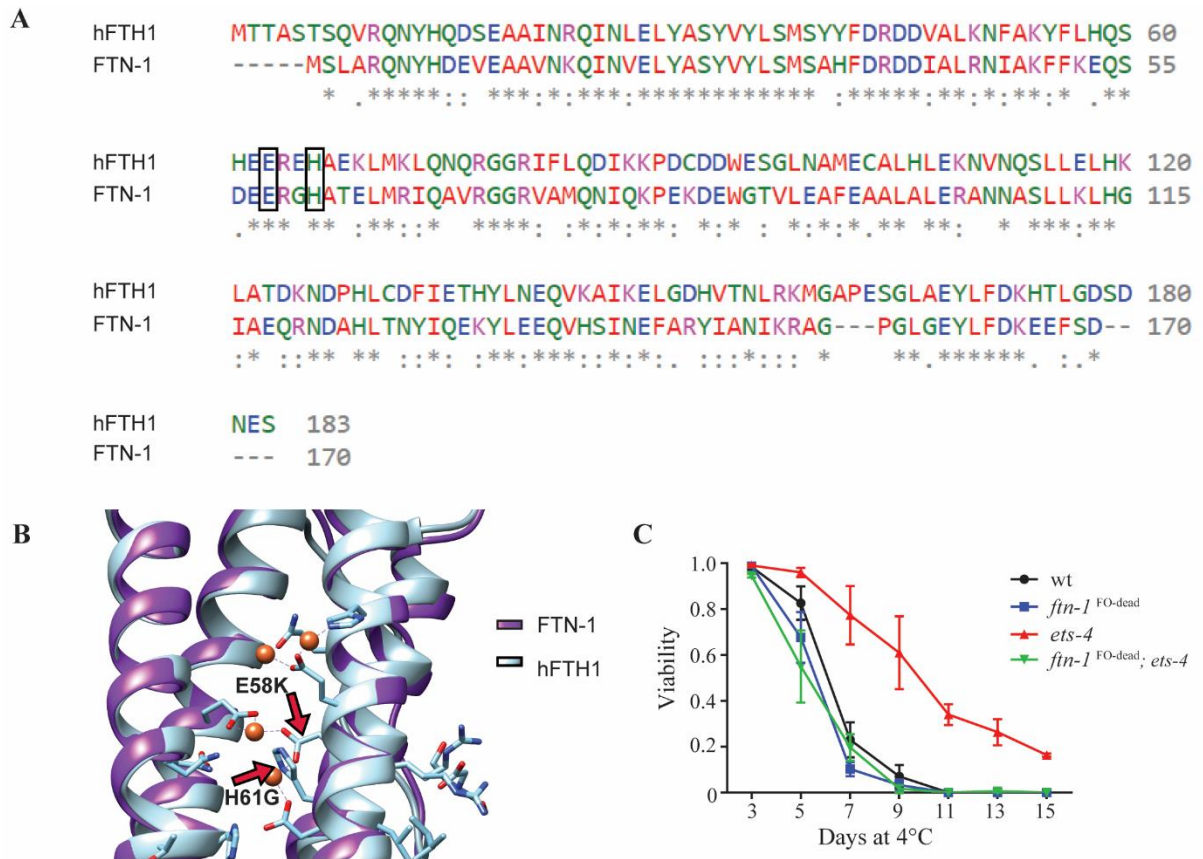 A
hFTH1 MTTASTSQVRQNYHQDSEAAINRQINLELYASYVYLSMSYYFDRDDVALKNFAKYFLHQS 60
FTN-1 -----MSLARQNYHDEVEAAVNKQINVELYASYVYLSMSAHFDRDDIALRNIAKFFKEQS 55
* .*****:: ***:*:***:************ :*****:**:*:**:* .**
hFTH1 HEEREHAEKLMKLQNQRGGRIFLQDIKKPDCDDWESGLNAMECALHLEKNVNQSLLELHK 120
FTN-1 DEERGHATELMRIQAVRGGRVAMQNIQKPEKDEWGTVLEAFEAALALERANNASLLKLHG 115
.*** ** :**::* ****: :*:*:**: *:* : *:*:*.** **: * ***:**
hFTH1 LATDKNDPHLCDFIETHYLNEQVKAIKELGDHVTNLRKMGAPESGLAEYLFDKHTLGDSD 180
FTN-1 IAEQRNDAHLTNYIQEKYLEEQVHSINEFARYIANIKRAG---PGLGEYLFDKEEFSD-- 170
:* ::** ** ::*: :**:***::*:*:. ::*:::: * **.****** :.*
hFTH1 NES 183
FTN-1 --- 170
B
E58K
H61G
FTN-1
hFTH1
C
Viability
1.0
0.8
0.6
0.4
0.2
0
3 5 7 9 11 13 15
Days at 4°C
wt
ftn-1 FO-dead
ets-4
ftn-1 FO-dead; ets-4